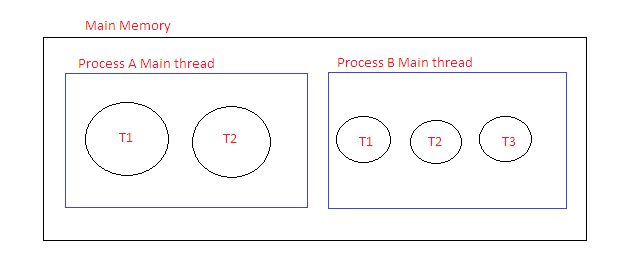 Main Memory
Process A Main thread
Process B Main thread
T1
T2
T1
T2
T3